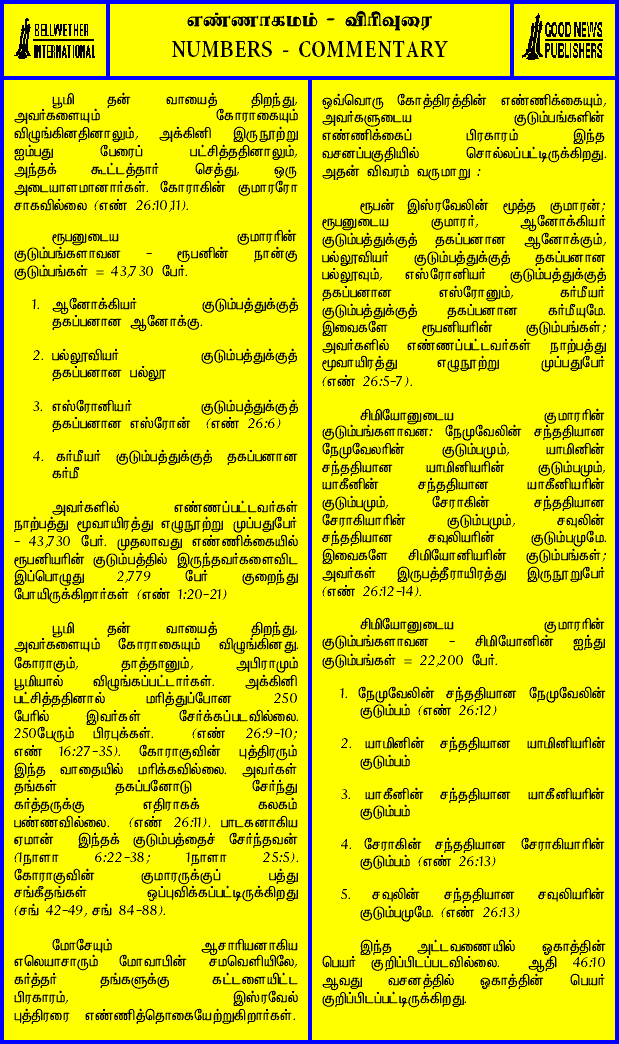 BELLWETHER
INTERNATIONAL
எண்ணாகமம் - விரிவுரை
NUMBERS - COMMENTARY
GOOD NEWS
PUBLISHERS
பூமி தன் வாயைத் திறந்து,
அவர்களையும் கோராகையும்
விழுங்கினதினாலும், அக்கினி இருநூற்று
ஐம்பது பேரைப் பட்சித்ததினாலும்,
அந்தக் கூட்டத்தார் செத்து, ஒரு
அடையாளமானார்கள். கோராகின் குமாரரோ
சாகவில்லை (எண் 26:10,11).
ரூபனுடைய குமாரரின்
குடும்பங்களாவன - ரூபனின் நான்கு
குடும்பங்கள் = 43,730 பேர்.
1. ஆனோக்கியர் குடும்பத்துக்குத்
தகப்பனான ஆனோக்கு.
2. பல்லூவியர் குடும்பத்துக்குத்
தகப்பனான பல்லூ
3. எஸ்ரோனியர் குடும்பத்துக்குத்
தகப்பனான எஸ்ரோன் (எண் 26:6)
4. கர்மீயர் குடும்பத்துக்குத் தகப்பனான
கர்மீ
அவர்களில் எண்ணப்பட்டவர்கள்
நாற்பத்து மூவாயிரத்து எழுநூற்று முப்பதுபேர்
- 43,730 பேர். முதலாவது எண்ணிக்கையில்
ரூபனியரின் குடும்பத்தில் இருந்தவர்களைவிட
இப்பொழுது 2,779 பேர் குறைந்து
போயிருக்கிறார்கள் (எண் 1:20-21)
பூமி தன் வாயைத் திறந்து,
அவர்களையும் கோராகையும் விழுங்கினது.
கோராகும், தாத்தானும், அபிராமும்
பூமியால் விழுங்கப்பட்டார்கள். அக்கினி
பட்சித்ததினால் மரித்துப்போன 250
பேரில் இவர்கள் சேர்க்கப்படவில்லை.
250பேரும் பிரபுக்கள். (எண் 26:9-10;
எண் 16:27-35). கோராகுவின் புத்திரரும்
இந்த வாதையில் மரிக்கவில்லை. அவர்கள்
தங்கள் தகப்பனோடு சேர்ந்து
கர்த்தருக்கு எதிராகக் கலகம்
பண்ணவில்லை. (எண் 26:11). பாடகனாகிய
ஏமான் இந்தக் குடும்பத்தைச் சேர்ந்தவன்
(1நாளா 6:22-38; 1நாளா 25:5).
கோராகுவின் குமாரருக்குப் பத்து
சங்கீதங்கள் ஒப்புவிக்கப்பட்டிருக்கிறது
(சங் 42-49, சங் 84-88).
மோசேயும் ஆசாரியனாகிய
எலெயாசாரும் மோவாபின் சமவெளியிலே,
கர்த்தர் தங்களுக்கு கட்டளையிட்ட
பிரகாரம், இஸ்ரவேல்
புத்திரரை எண்ணித்தொகையேற்றுகிறார்கள்.
ஒவ்வொரு கோத்திரத்தின் எண்ணிக்கையும்,
அவர்களுடைய குடும்பங்களின்
எண்ணிக்கைப் பிரகாரம் இந்த
வசனப்பகுதியில் சொல்லப்பட்டிருக்கிறது.
அதன் விவரம் வருமாறு :
ரூபன் இஸ்ரவேலின் மூத்த குமாரன்;
ரூபனுடைய குமாரர், ஆனோக்கியர்
குடும்பத்துக்குத் தகப்பனான ஆனோக்கும்,
பல்லூவியர் குடும்பத்துக்குத் தகப்பனான
பல்லூவும், எஸ்ரோனியர் குடும்பத்துக்குத்
தகப்பனான எஸ்ரோனும், கர்மீயர்
குடும்பத்துக்குத் தகப்பனான கர்மீயுமே.
இவைகளே ரூபனியரின் குடும்பங்கள்;
அவர்களில் எண்ணப்பட்டவர்கள் நாற்பத்து
மூவாயிரத்து எழுநூற்று முப்பதுபேர்
(எண் 26:5-7).
சிமியோனுடைய குமாரரின்
குடும்பங்களாவன: நேமுவேலின் சந்ததியான
நேமுவேலரின் குடும்பமும், யாமினின்
சந்ததியான யாமினியரின் குடும்பமும்,
யாகீனின் சந்ததியான யாகீனியரின்
குடும்பமும், சேராகின் சந்ததியான
சேராகியாரின் குடும்பமும், சவுலின்
சந்ததியான சவுலியரின் குடும்பமுமே.
இவைகளே சிமியோனியரின் குடும்பங்கள்;
அவர்கள் இருபத்தீராயிரத்து இருநூறுபேர்
(எண் 26:12-14).
சிமியோனுடைய குமாரரின்
குடும்பங்களாவன - சிமியோனின் ஐந்து
குடும்பங்கள் = 22,200 பேர்.
1. நேமுவேலின் சந்ததியான நேமுவேலரின்
குடும்பம் (எண் 26:12)
2. யாமினின் சந்ததியான யாமினியரின்
குடும்பம்
3. யாகீனின் சந்ததியான யாகீனியரின்
குடும்பம்
4. சேராகின் சந்ததியான சேராகியாரின்
குடும்பம் (எண் 26:13)
5. சவுலின் சந்ததியான சவுலியரின்
குடும்பமுமே. (எண் 26:13)
இந்த அட்டவணையில் ஓகாத்தின்
பெயர் குறிப்பிடப்படவில்லை. ஆதி 46:10
ஆவது வசனத்தில் ஓகாத்தின் பெயர்
குறிப்பிடப்பட்டிருக்கிறது.